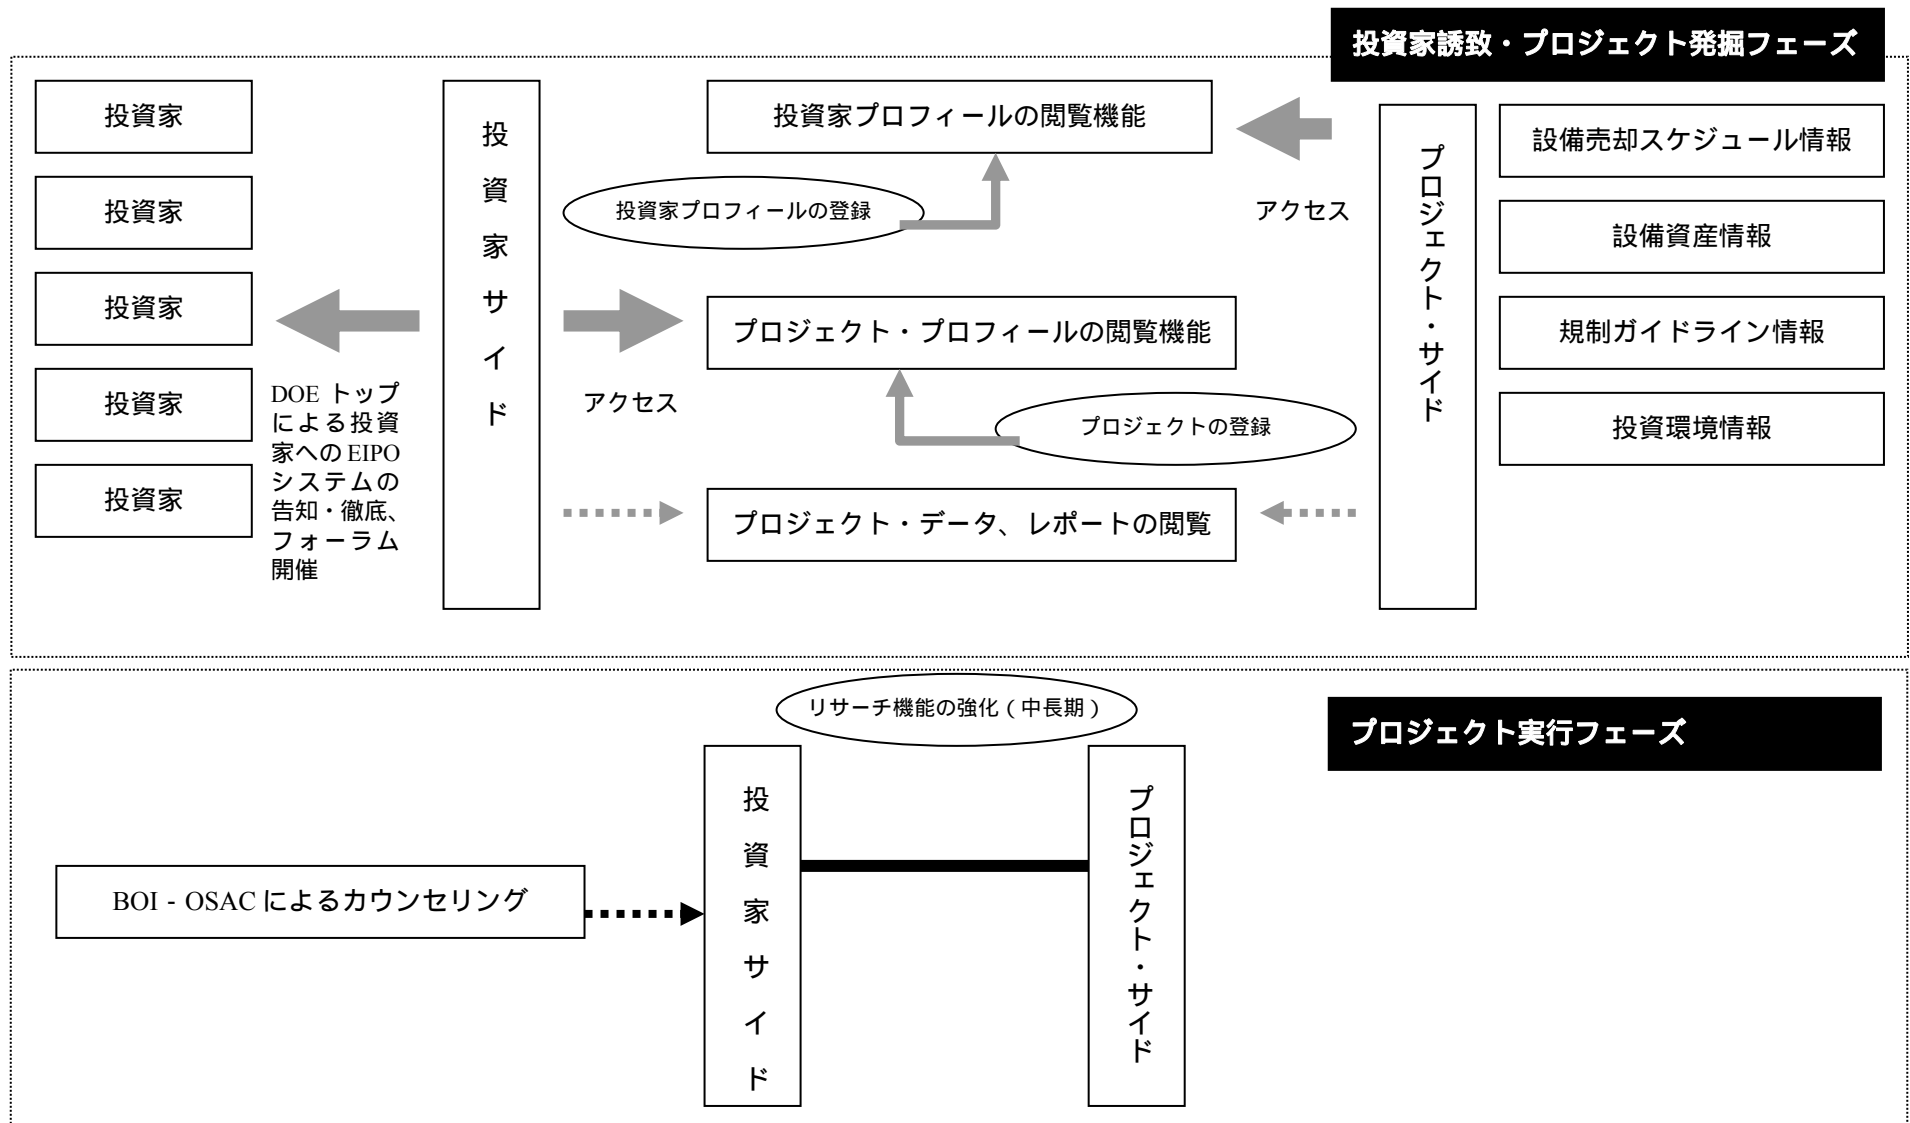 投資家誘致・プロジェクト発掘フェーズ
投資家
投資家
投資家
投資家
投資家
DOE トップ
による投資
家への EIPO
システムの
告知・徹底、
フォーラム
開催
投資家サイド
投資家プロフィールの閲覧機能
投資家プロフィールの登録
アクセス
プロジェクト・プロフィールの閲覧機能
アクセス
プロジェクトの登録
プロジェクト・データ、レポートの閲覧
プロジェクト・サイド
設備売却スケジュール情報
設備資産情報
規制ガイドライン情報
投資環境情報
リサーチ機能の強化（中長期）
プロジェクト実行フェーズ
BOI - OSAC によるカウンセリング
投資家サイド
プロジェクト・サイド